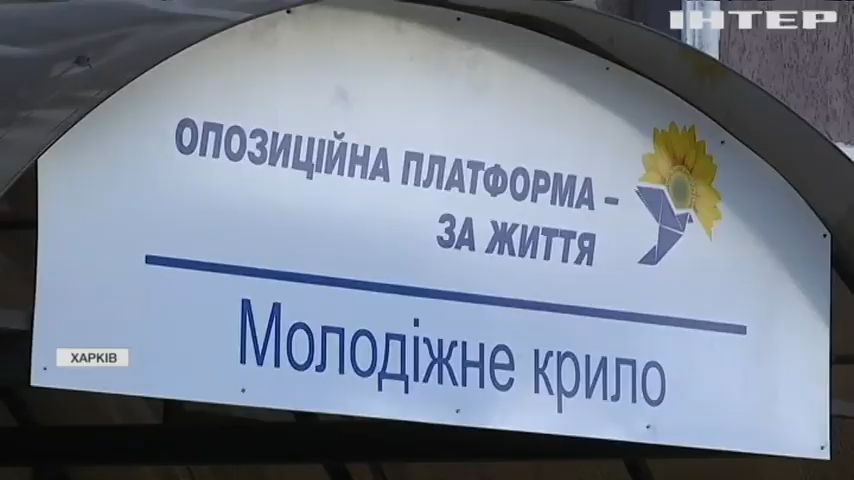 ІНТЕР
ОПОЗИЦІЙНА ПЛАТФОРМА –
ЗА ЖИТТЯ
Молодіжне крило
ХАРКІВ